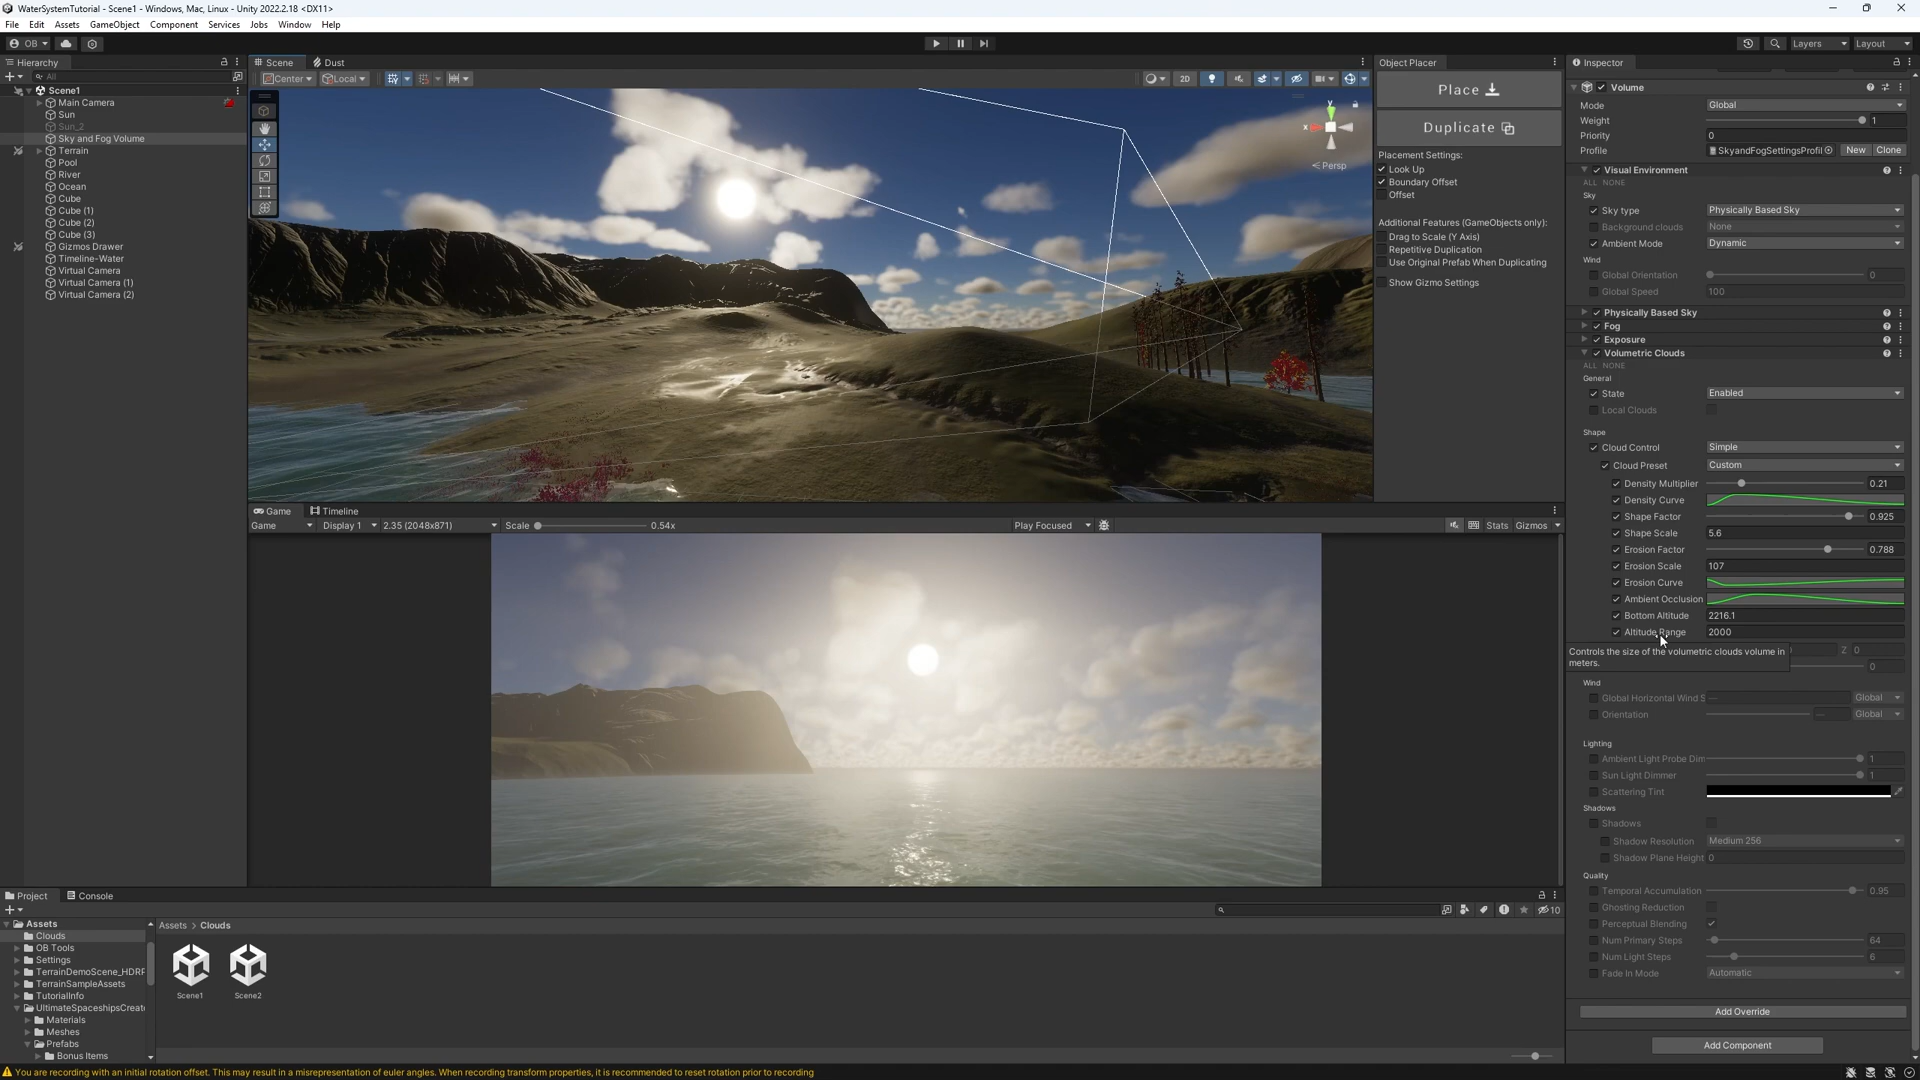 WaterSystemTutorial - Scene1 - Windows, Mac, Linux - Unity 2022.2.18 <DX11>
File Edit Assets GameObject Component Services Jobs Window Help
OB
Layers Layout
Hierarchy
All
Scene1
Main Camera
Sun
Sun_2
Sky and Fog Volume
Terrain
Pool
River
Ocean
Cube
Cube (1)
Cube (2)
Cube (3)
Gizmos Drawer
Timeline-Water
Virtual Camera
Virtual Camera (1)
Virtual Camera (2)
Scene Dust
Center Local
2D
Y
X
< Persp
Game Timeline
Game Display 1 2.35 (2048x871) Scale 0.54x Play Focused Stats Gizmos
Object Placer
Place
Duplicate
Placement Settings:
Look Up
Boundary Offset
Offset
Additional Features (GameObjects only):
Drag to Scale (Y Axis)
Repetitive Duplication
Use Original Prefab When Duplicating
Show Gizmo Settings
Inspector
Volume
Mode Global
Weight 1
Priority 0
Profile SkyandFogSettingsProfil New Clone
Visual Environment
ALL NONE
Sky
Sky type Physically Based Sky
Background clouds None
Ambient Mode Dynamic
Wind
Global Orientation 0
Global Speed 100
Physically Based Sky
Fog
Exposure
Volumetric Clouds
ALL NONE
General
State Enabled
Local Clouds
Shape
Cloud Control Simple
Cloud Preset Custom
Density Multiplier 0.21
Density Curve
Shape Factor 0.925
Shape Scale 5.6
Erosion Factor 0.788
Erosion Scale 107
Erosion Curve
Ambient Occlusion
Bottom Altitude 2216.1
Altitude Range 2000
Controls the size of the volumetric clouds volume in
meters.
Z 0
0
Wind
Global Horizontal Wind S — Global
Orientation — Global
Lighting
Ambient Light Probe Dim 1
Sun Light Dimmer 1
Scattering Tint
Shadows
Shadows
Shadow Resolution Medium 256
Shadow Plane Height 0
Quality
Temporal Accumulation 0.95
Ghosting Reduction
Perceptual Blending
Num Primary Steps 64
Num Light Steps 6
Fade In Mode Automatic
Add Override
Add Component
Project Console
10
Assets
Clouds
OB Tools
Settings
TerrainDemoScene_HDRP
TerrainSampleAssets
TutorialInfo
UltimateSpaceshipsCreat
Materials
Meshes
Prefabs
Bonus Items
Assets > Clouds
Scene1 Scene2
You are recording with an initial rotation offset. This may result in a misrepresentation of euler angles. When recording transform properties, it is recommended to reset rotation prior to recording